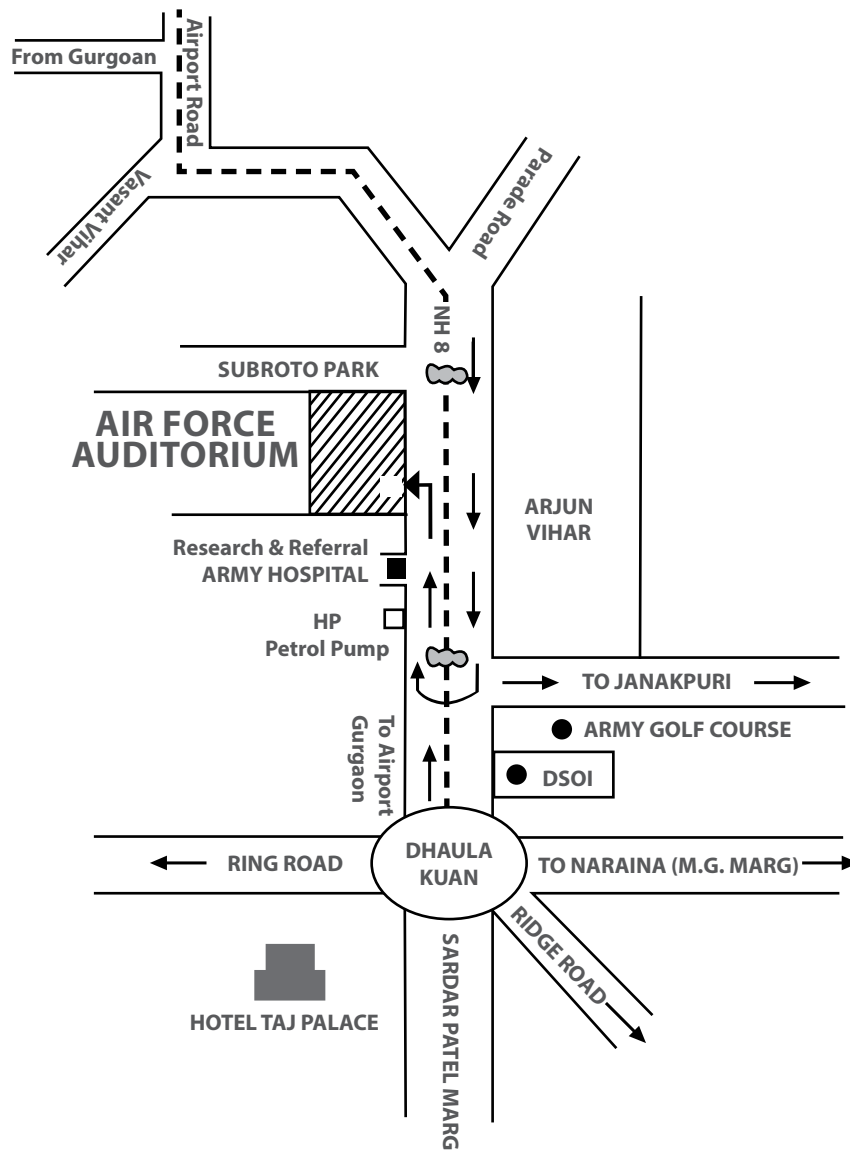 From Gurgoan
Airport Road
Vasant Vihar
Parade Road
NH 8
SUBROTO PARK
AIR FORCE
AUDITORIUM
ARJUN
VIHAR
Research & Referral
ARMY HOSPITAL
HP
Petrol Pump
TO JANAKPURI
To Airport
Gurgaon
ARMY GOLF COURSE
DSOI
RING ROAD
DHAULA
KUAN
TO NARAINA (M.G. MARG)
RIDGE ROAD
SARDAR PATEL MARG
HOTEL TAJ PALACE